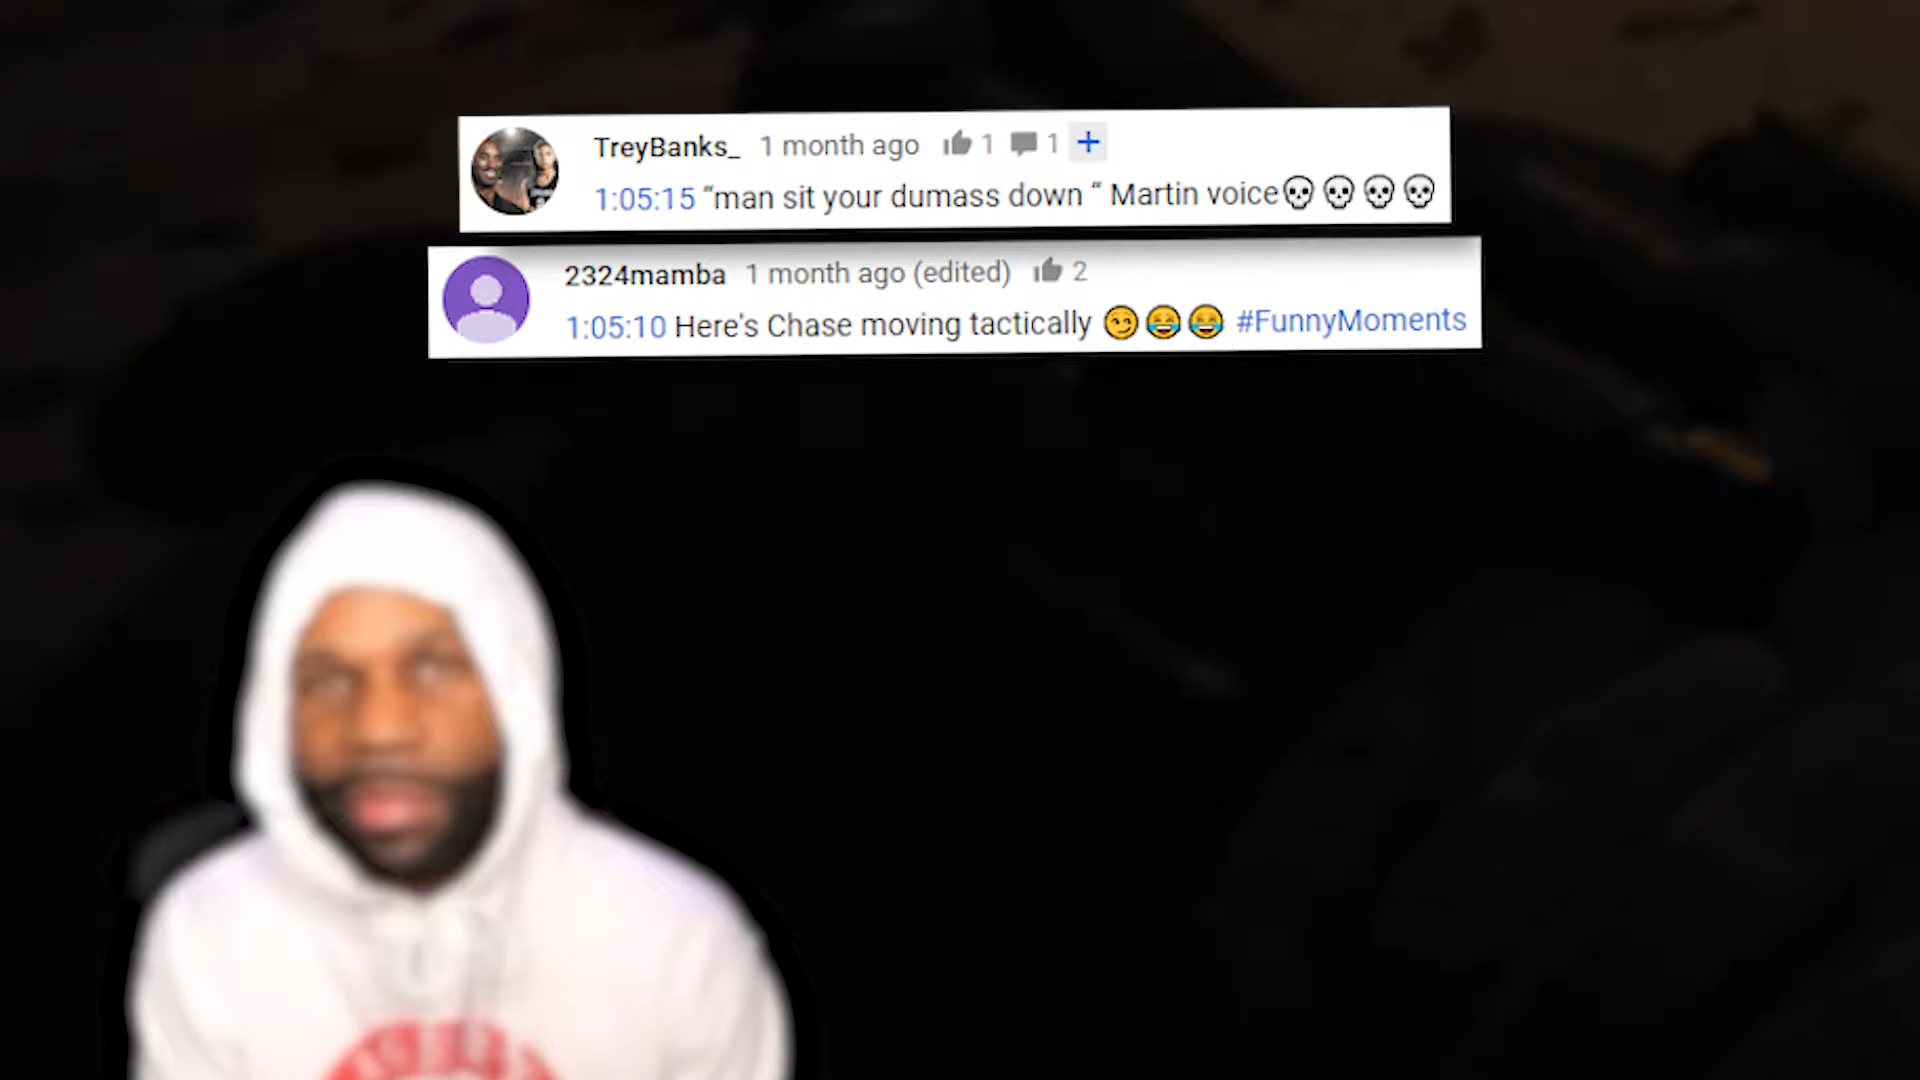 TreyBanks_ 1 month ago 1 1 +
1:05:15 “man sit your dumass down “ Martin voice💀💀💀💀
2324mamba 1 month ago (edited) 2
1:05:10 Here's Chase moving tactically 😏😂😂 #FunnyMoments